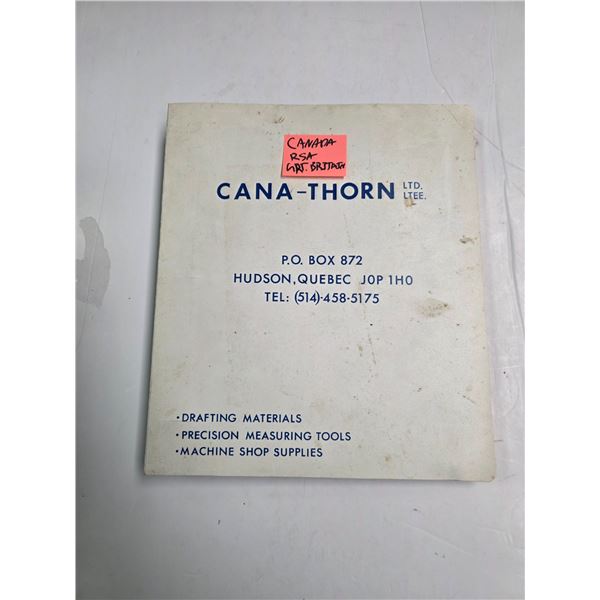 CANADA
RSA
GRT. BRITAIN
CANA-THORN LTD.
LTEE.
P.O. BOX 872
HUDSON, QUEBEC J0P 1H0
TEL: (514)-458-5175
•DRAFTING MATERIALS
•PRECISION MEASURING TOOLS
•MACHINE SHOP SUPPLIES